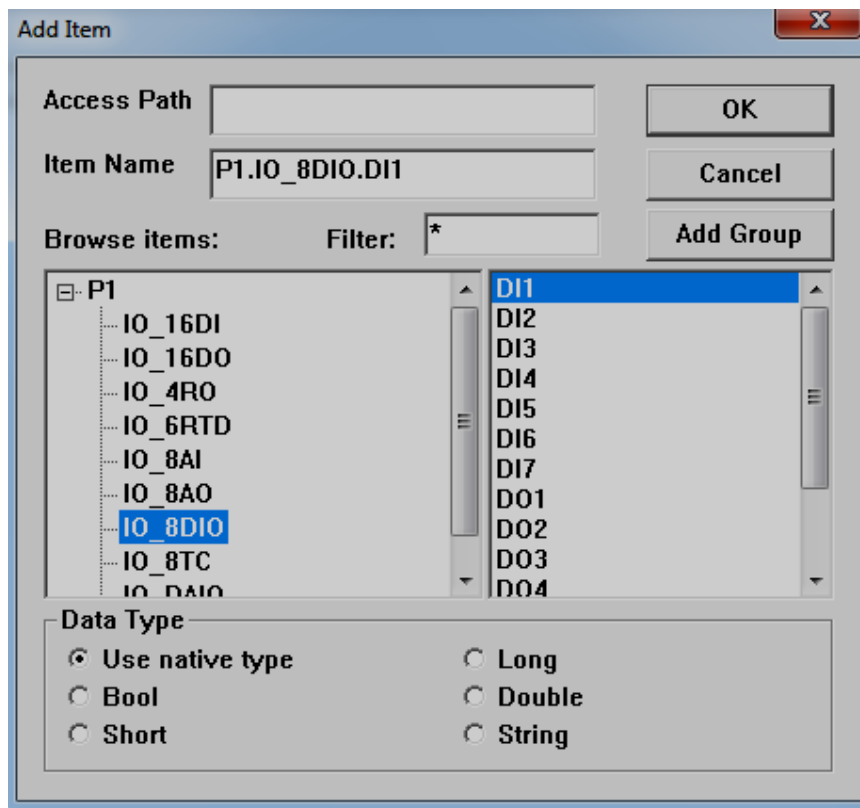 Add Item
Access Path
OK
Item Name P1.IO_8DIO.DI1
Cancel
Browse items: Filter: *
Add Group
P1
IO_16DI
IO_16DO
IO_4RO
IO_6RTD
IO_8AI
IO_8AO
IO_8DIO
IO_8TC
IO_DAIO
DI1
DI2
DI3
DI4
DI5
DI6
DI7
DO1
DO2
DO3
DO4
Data Type
Use native type
Bool
Short
Long
Double
String